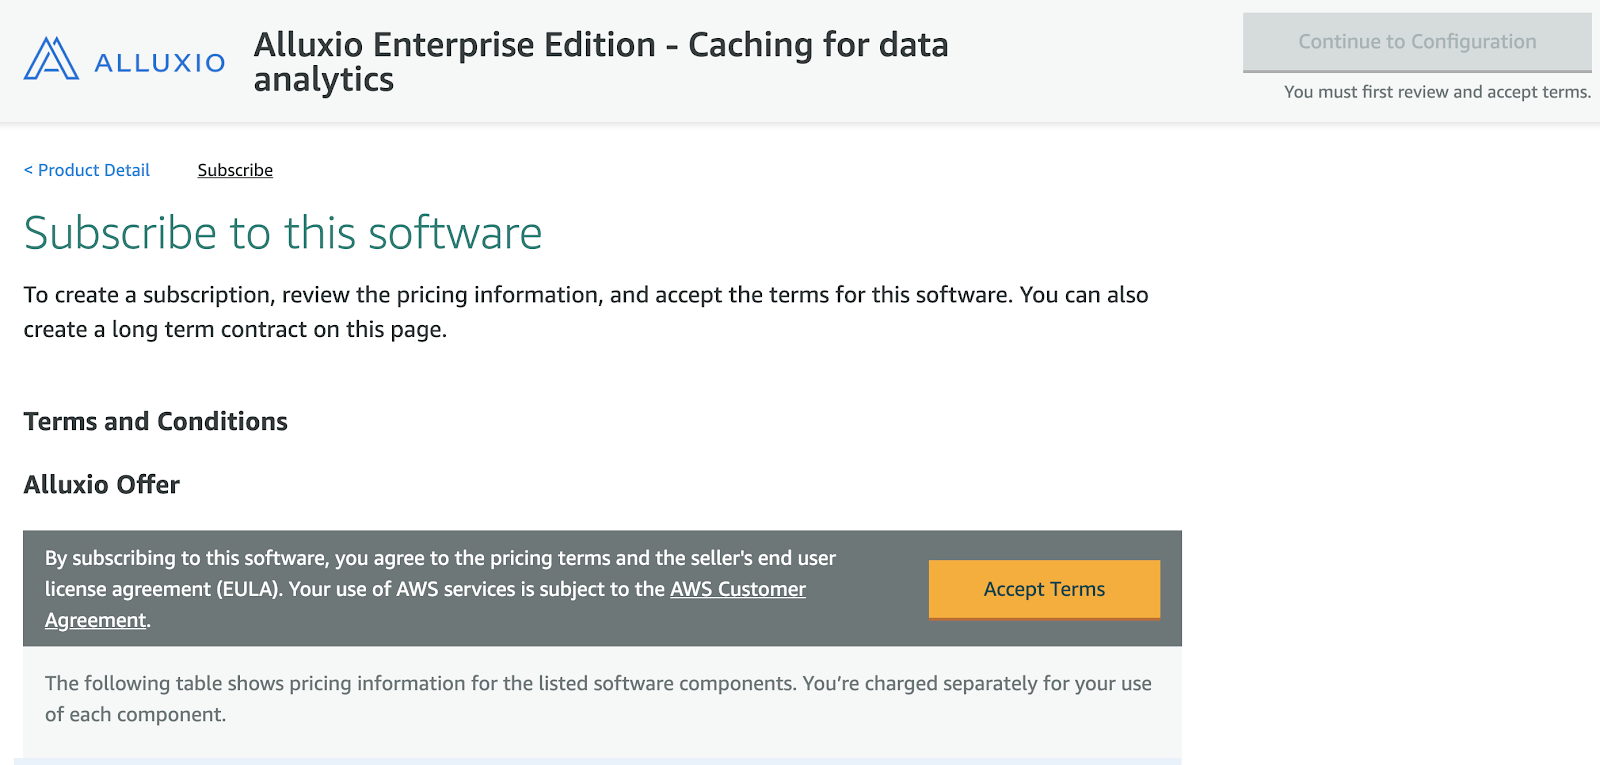 ALLUXIO
Alluxio Enterprise Edition - Caching for data
analytics
Continue to Configuration
You must first review and accept terms.
< Product Detail
Subscribe
Subscribe to this software
To create a subscription, review the pricing information, and accept the terms for this software. You can also
create a long term contract on this page.
Terms and Conditions
Alluxio Offer
By subscribing to this software, you agree to the pricing terms and the seller's end user
license agreement (EULA). Your use of AWS services is subject to the AWS Customer
Agreement.
Accept Terms
The following table shows pricing information for the listed software components. You’re charged separately for your use
of each component.